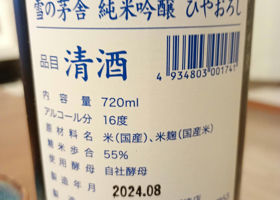 雪の茅舎 純米吟醸 ひやおろし
品目 清酒
4 934803 001741
内容量 720ml
アルコール分 16度
原材料名 米(国産)、米麹(国産米)
精米歩合 55%
使用酵母 自社酵母
製造年月 2024.08